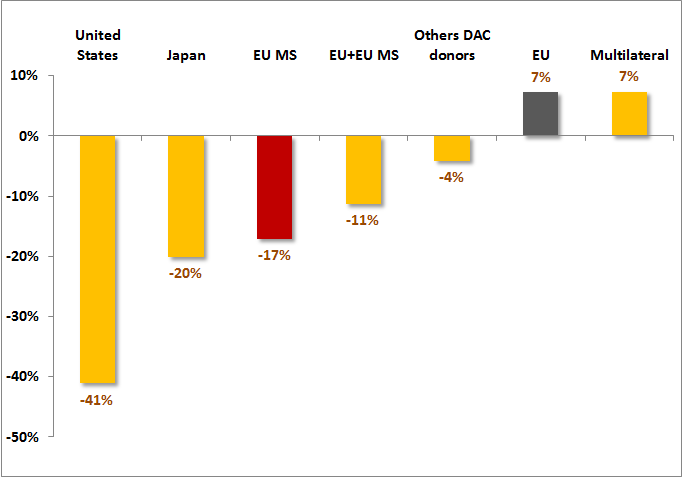 United
States
Japan
EU MS
EU+EU MS
Others DAC
donors
EU
Multilateral
10%
0%
-10%
-20%
-30%
-40%
-50%
-41%
-20%
-17%
-11%
-4%
7%
7%